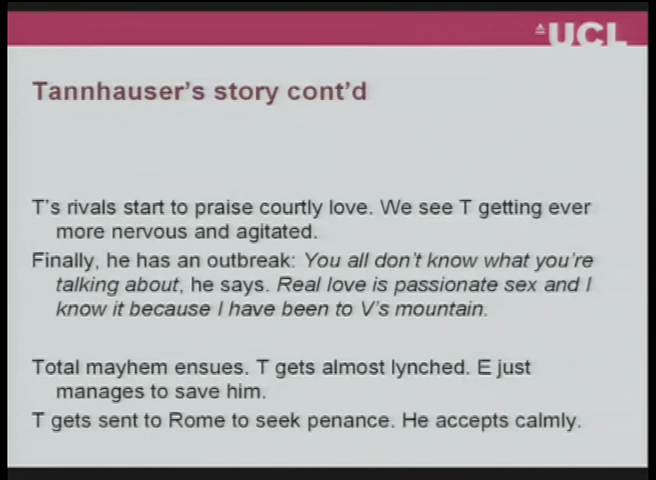 UCL
Tannhauser's story cont'd
T's rivals start to praise courtly love. We see T getting ever
more nervous and agitated.
Finally, he has an outbreak: You all don't know what you're
talking about, he says. Real love is passionate sex and I
know it because I have been to V's mountain.
Total mayhem ensues. T gets almost lynched. E just
manages to save him.
T gets sent to Rome to seek penance. He accepts calmly.